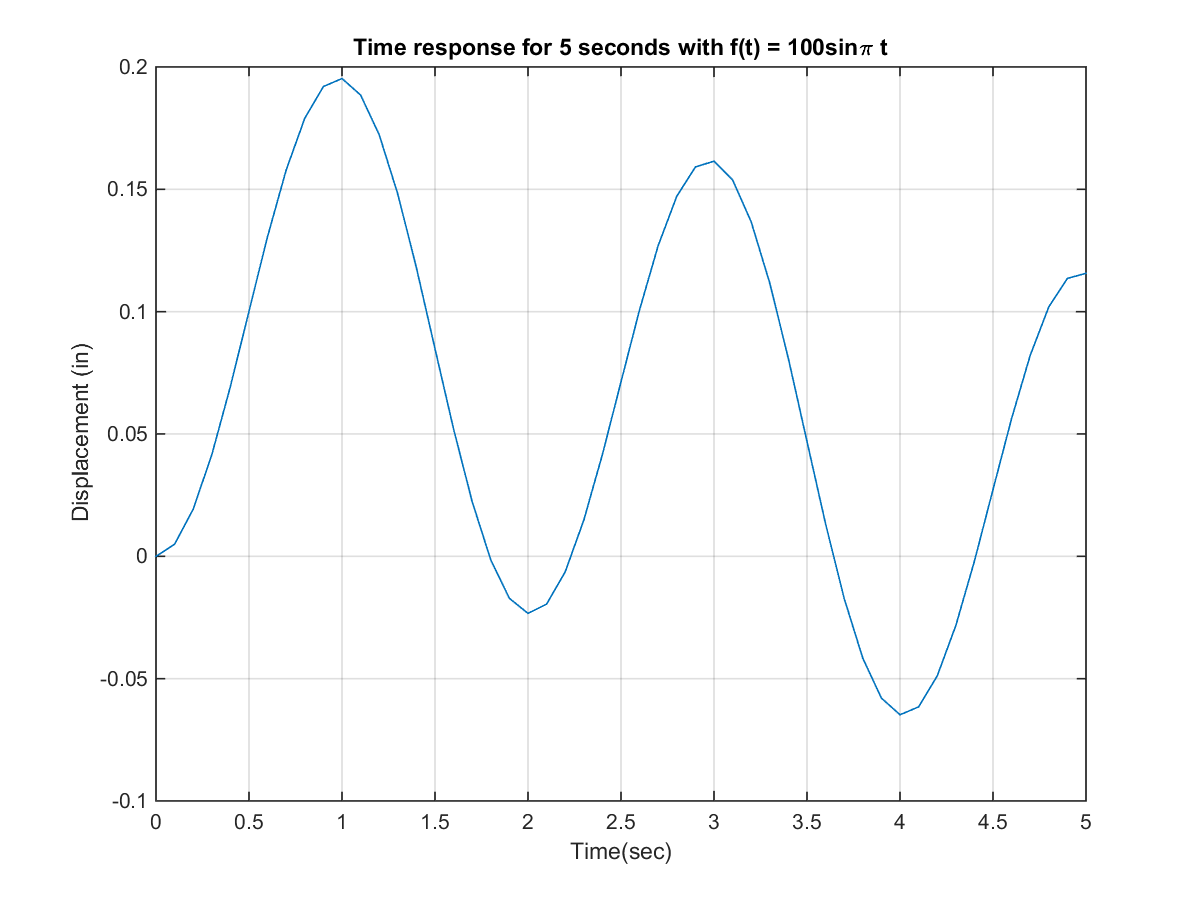 Time response for 5 seconds with f(t) = 100sinπ t
0.2
0.15
0.1
0.05
0
-0.05
-0.1
Displacement (in)
0 0.5 1 1.5 2 2.5 3 3.5 4 4.5 5
Time(sec)